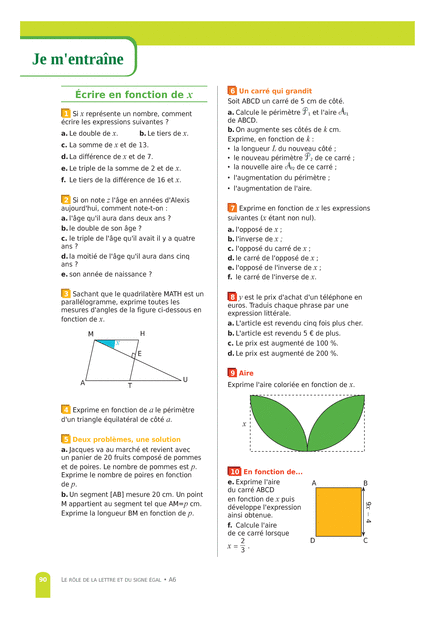 Je m'entraîne
Écrire en fonction de x
1 Si x représente un nombre, comment
écrire les expressions suivantes ?
a. Le double de x. b. Le tiers de x.
c. La somme de x et de 13.
d. La différence de x et de 7.
e. Le triple de la somme de 2 et de x.
f. Le tiers de la différence de 16 et x.
2 Si on note z l'âge en années d'Alexis
aujourd'hui, comment note-t-on :
a. l'âge qu'il aura dans deux ans ?
b. le double de son âge ?
c. le triple de l'âge qu'il avait il y a quatre
ans ?
d. la moitié de l'âge qu'il aura dans cinq
ans ?
e. son année de naissance ?
3 Sachant que le quadrilatère MATH est un
parallélogramme, exprime toutes les
mesures d'angles de la figure ci-dessous en
fonction de x.
M H
x
E
A T U
4 Exprime en fonction de a le périmètre
d'un triangle équilatéral de côté a.
5 Deux problèmes, une solution
a. Jacques va au marché et revient avec
un panier de 20 fruits composé de pommes
et de poires. Le nombre de pommes est p.
Exprime le nombre de poires en fonction
de p.
b. Un segment [AB] mesure 20 cm. Un point
M appartient au segment tel que AM=p cm.
Exprime la longueur BM en fonction de p.
6 Un carré qui grandit
Soit ABCD un carré de 5 cm de côté.
a. Calcule le périmètre 𝒫1 et l'aire 𝒜1
de ABCD.
b. On augmente ses côtés de k cm.
Exprime, en fonction de k :
• la longueur L du nouveau côté ;
• le nouveau périmètre 𝒫2 de ce carré ;
• la nouvelle aire 𝒜2 de ce carré ;
• l'augmentation du périmètre ;
• l'augmentation de l'aire.
7 Exprime en fonction de x les expressions
suivantes (x étant non nul).
a. l'opposé de x ;
b. l'inverse de x ;
c. l'opposé du carré de x ;
d. le carré de l'opposé de x ;
e. l'opposé de l'inverse de x ;
f. le carré de l'inverse de x.
8 y est le prix d'achat d'un téléphone en
euros. Traduis chaque phrase par une
expression littérale.
a. L'article est revendu cinq fois plus cher.
b. L'article est revendu 5 € de plus.
c. Le prix est augmenté de 100 %.
d. Le prix est augmenté de 200 %.
9 Aire
Exprime l'aire coloriée en fonction de x.
x
10 En fonction de...
e. Exprime l'aire
du carré ABCD
en fonction de x puis
développe l'expression
ainsi obtenue.
f. Calcule l'aire
de ce carré lorsque
x = 2/3 .
A B
9x − 4
D C
90 LE RÔLE DE LA LETTRE ET DU SIGNE ÉGAL • A6